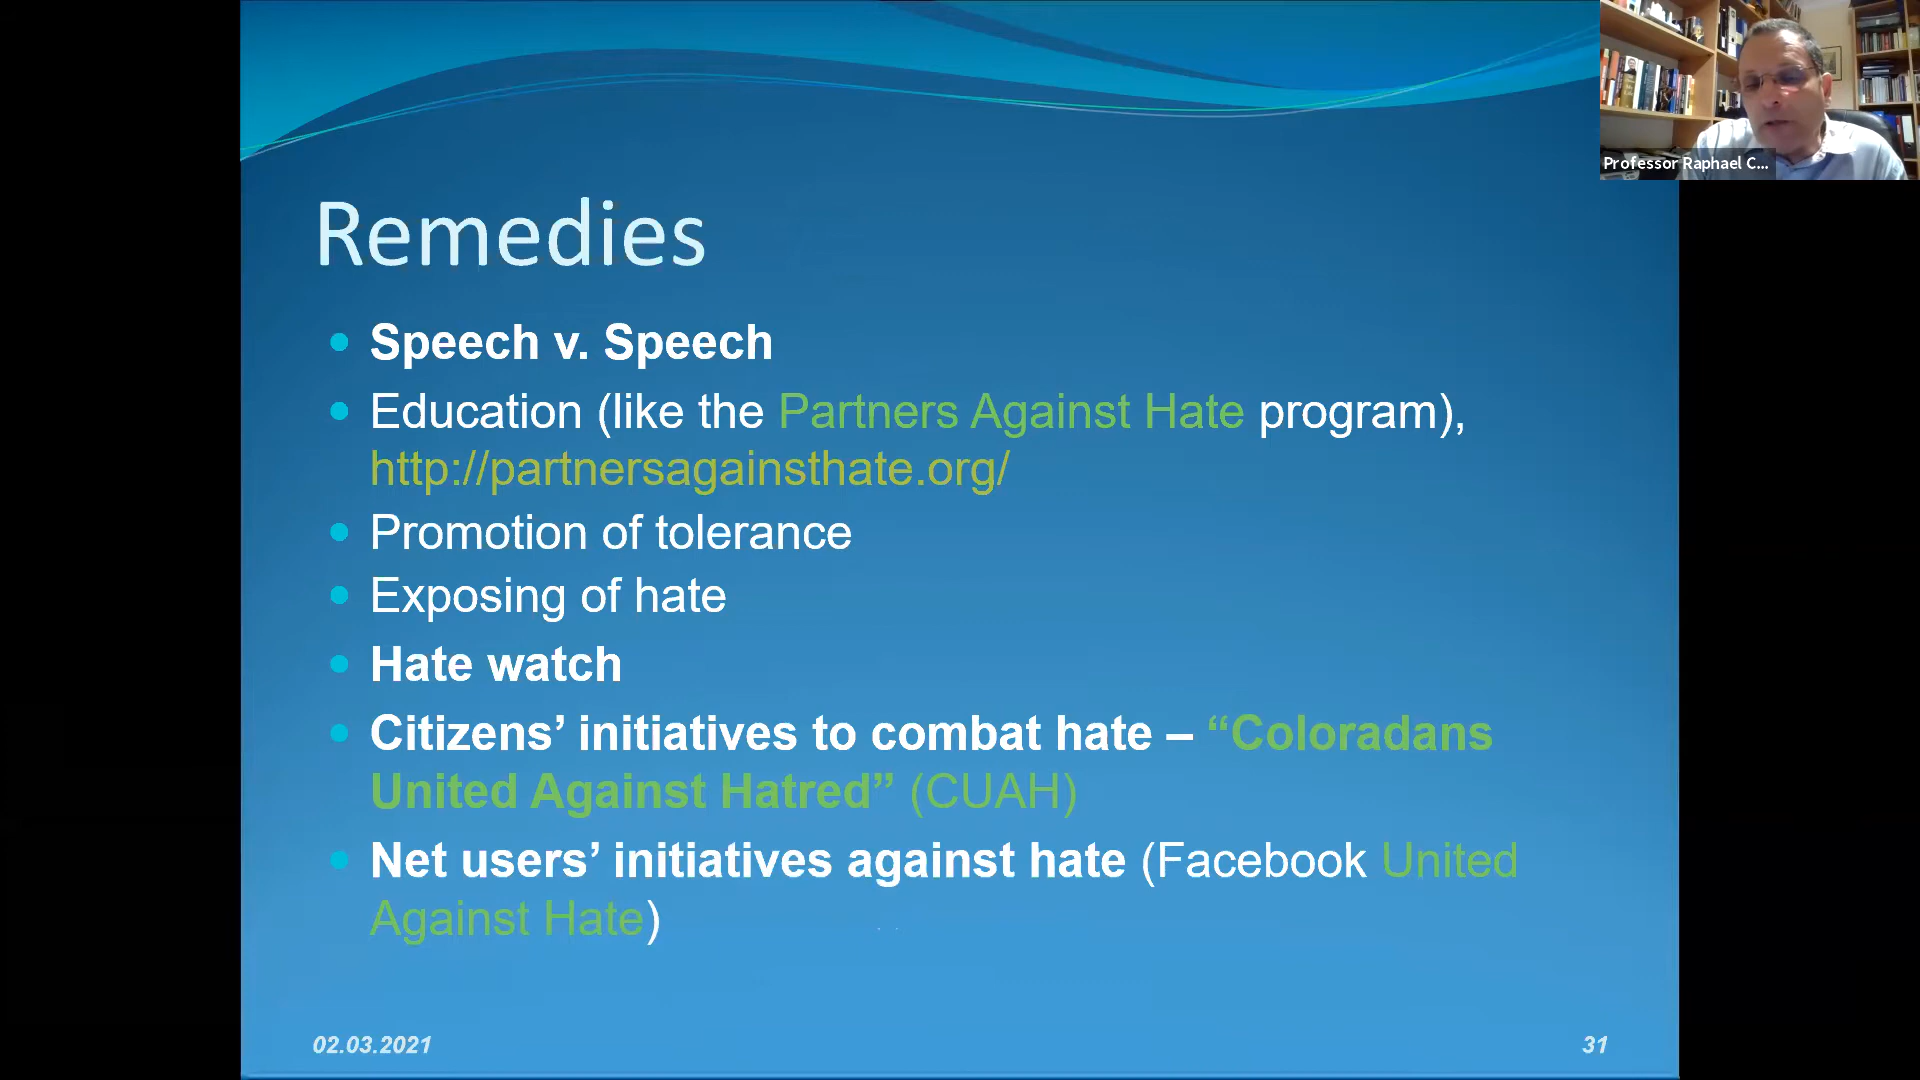 Professor Raphael C...
Remedies
Speech v. Speech
Education (like the Partners Against Hate program),
http://partnersagainsthate.org/
Promotion of tolerance
Exposing of hate
Hate watch
Citizens’ initiatives to combat hate – “Coloradans
United Against Hatred” (CUAH)
Net users’ initiatives against hate (Facebook United
Against Hate)
02.03.2021
31